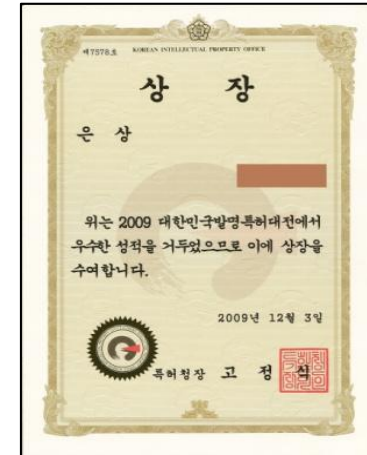 제7378호 KOREAN INTELLECTUAL PROPERTY OFFICE
상 장
은 상
위는 2009 대한민국발명특허대전에서
우수한 성적을 거두었으므로 이에 상장을
수여합니다.
2009년 12월 3일
특허청장 고 정 식